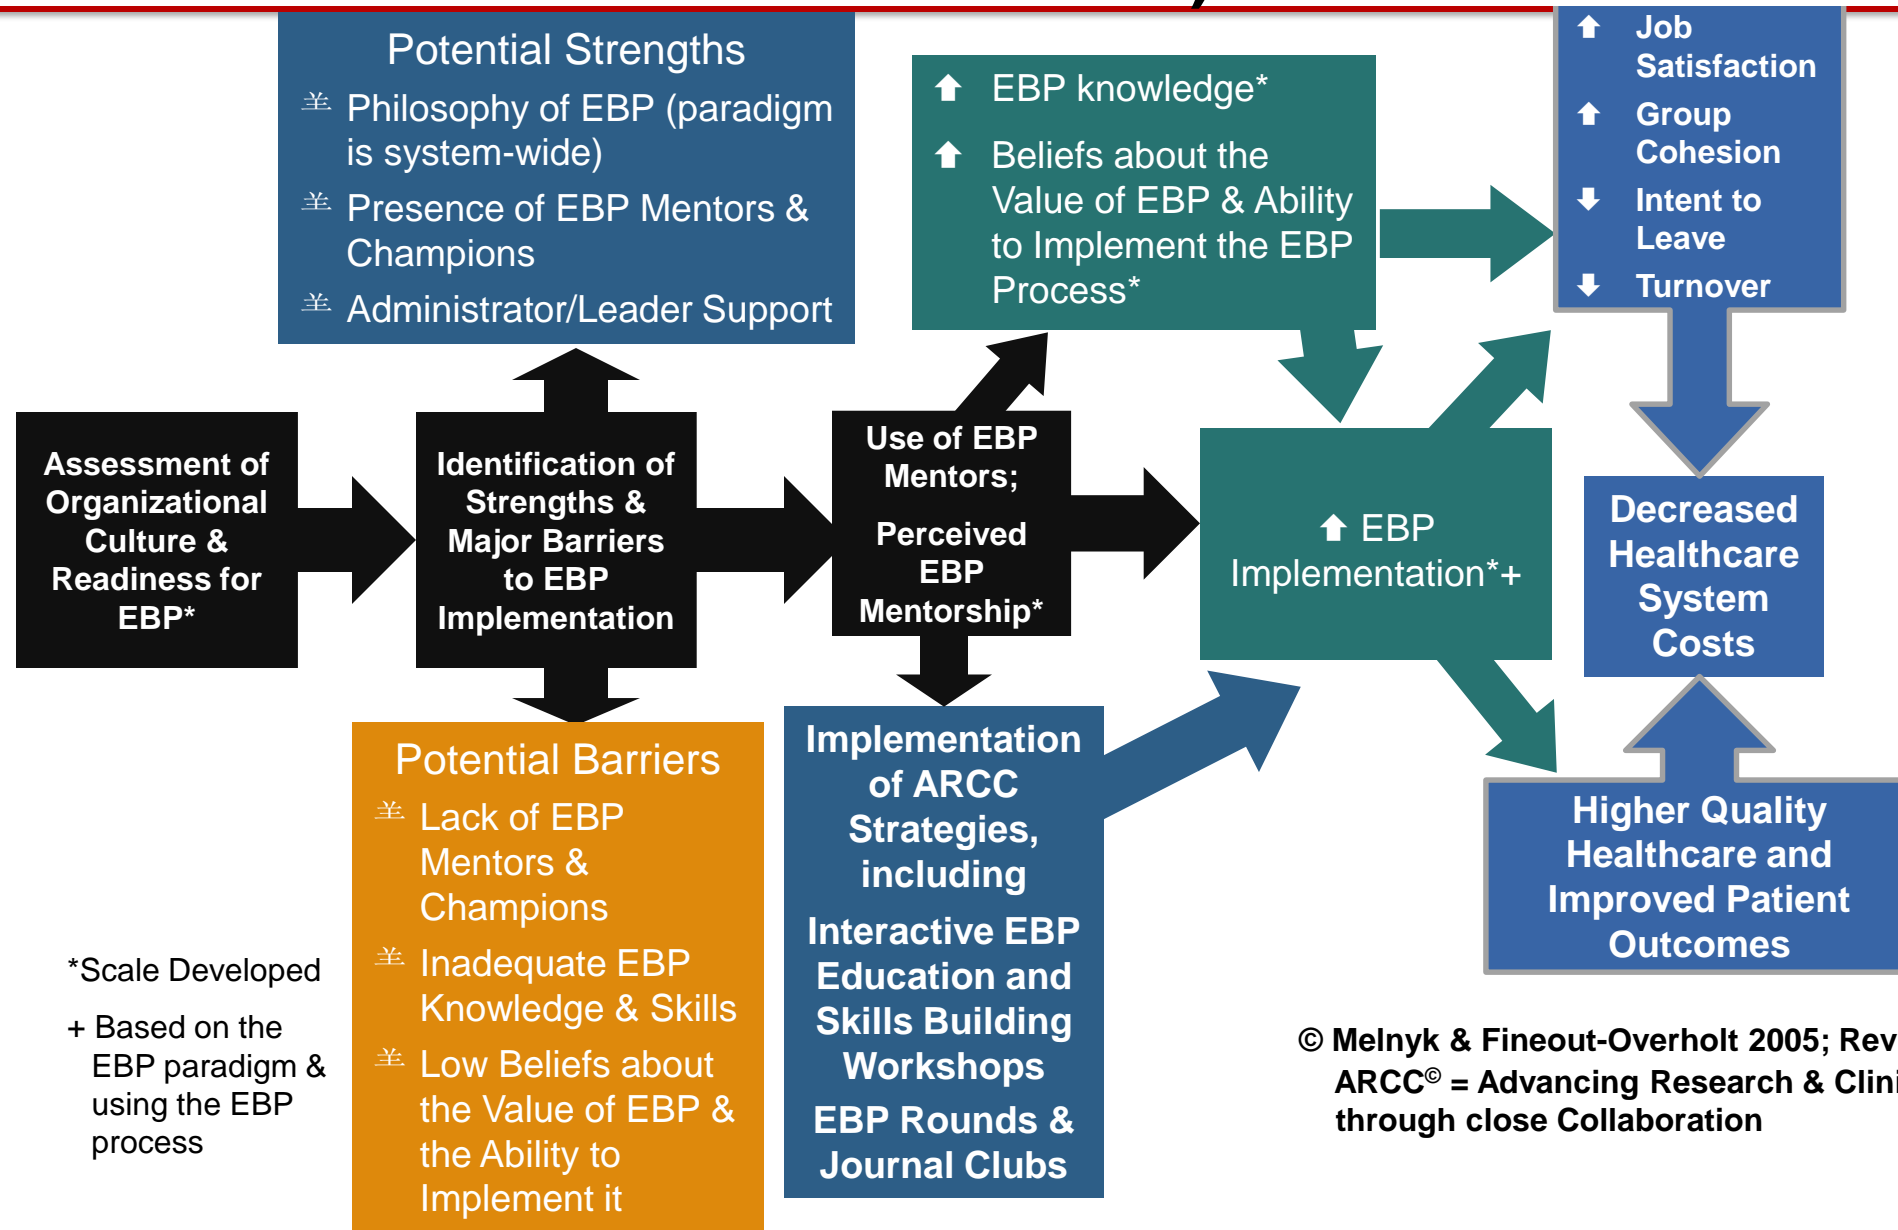 Potential Strengths
羊 Philosophy of EBP (paradigm
is system-wide)
羊 Presence of EBP Mentors &
Champions
羊 Administrator/Leader Support
EBP knowledge*
Beliefs about the
Value of EBP & Ability
to Implement the EBP
Process*
Job
Satisfaction
Group
Cohesion
Intent to
Leave
Turnover
Assessment of
Organizational
Culture &
Readiness for
EBP*
Identification of
Strengths &
Major Barriers
to EBP
Implementation
Use of EBP
Mentors;
Perceived
EBP
Mentorship*
EBP
Implementation*+
Decreased
Healthcare
System
Costs
Potential Barriers
羊 Lack of EBP
Mentors &
Champions
羊 Inadequate EBP
Knowledge & Skills
羊 Low Beliefs about
the Value of EBP &
the Ability to
Implement it
Implementation
of ARCC
Strategies,
including
Interactive EBP
Education and
Skills Building
Workshops
EBP Rounds &
Journal Clubs
Higher Quality
Healthcare and
Improved Patient
Outcomes
*Scale Developed
+ Based on the
EBP paradigm &
using the EBP
process
© Melnyk & Fineout-Overholt 2005; Rev
ARCC© = Advancing Research & Clini
through close Collaboration